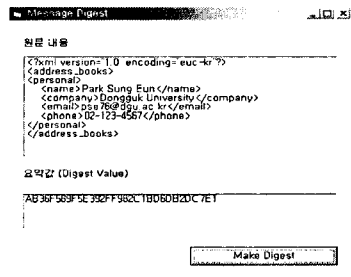 Message Digest
원문 내용
<?xml version='1.0' encoding='euc-kr'?>
<address_books>
<personal>
<name>Park Sung Eun</name>
<company>Dongguk University</company>
<email>pse76@dgu.ac.kr</email>
<phone>02-123-4567</phone>
</personal>
</address_books>
요약값 (Digest Value)
Make Digest